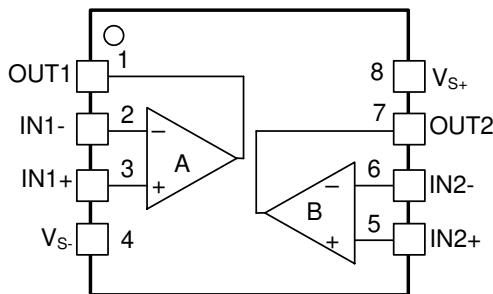 OUT1
1
IN1-
2
−
IN1+
3
+
A
VS-
4
8
VS+
7
OUT2
6
IN2-
−
B
5
IN2+
+